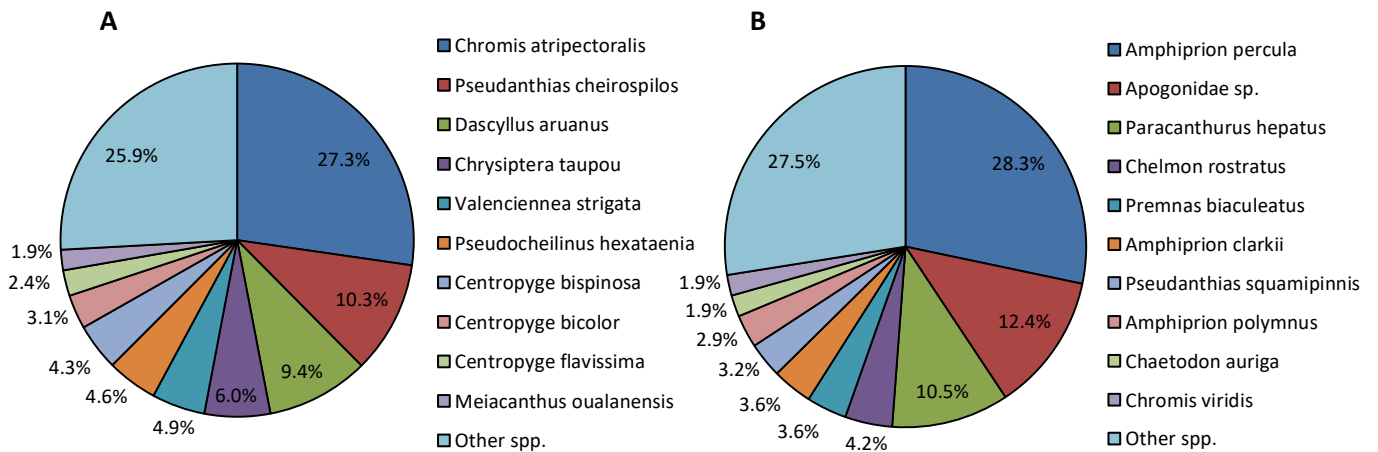 A
Chromis atripectoralis
Pseudanthias cheirospilos
Dascyllus aruanus
Chrysiptera taupou
Valenciennea strigata
Pseudocheilinus hexataenia
Centropyge bispinosa
Centropyge bicolor
Centropyge flavissima
Meiacanthus oualanensis
Other spp.
27.3%
10.3%
9.4%
6.0%
4.9%
4.6%
4.3%
3.1%
2.4%
1.9%
25.9%
B
Amphiprion percula
Apogonidae sp.
Paracanthurus hepatus
Chelmon rostratus
Premnas biaculeatus
Amphiprion clarkii
Pseudanthias squamipinnis
Amphiprion polymnus
Chaetodon auriga
Chromis viridis
Other spp.
28.3%
12.4%
10.5%
4.2%
3.6%
3.6%
3.2%
2.9%
1.9%
1.9%
27.5%